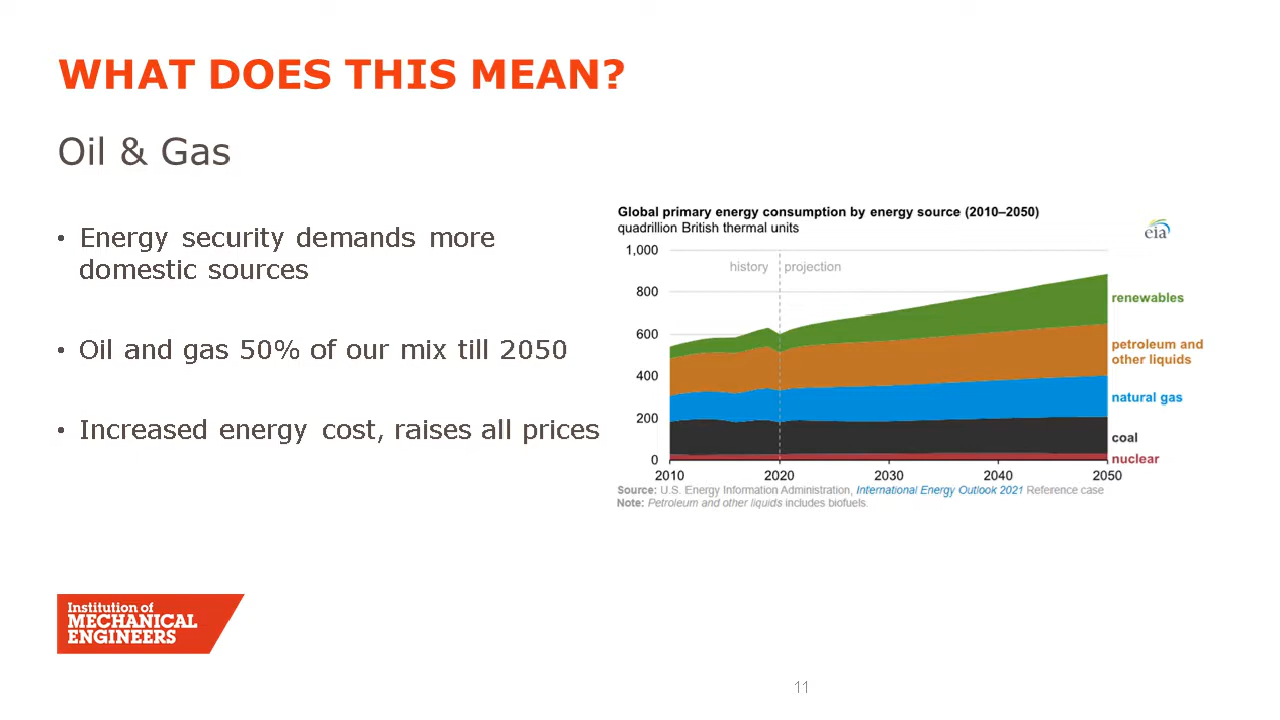 WHAT DOES THIS MEAN?
Oil & Gas
• Energy security demands more
domestic sources
• Oil and gas 50% of our mix till 2050
• Increased energy cost, raises all prices
Global primary energy consumption by energy source (2010–2050)
quadrillion British thermal units
eia
1,000
800
600
400
200
0
history
projection
renewables
petroleum and
other liquids
natural gas
coal
nuclear
2010 2020 2030 2040 2050
Source: U.S. Energy Information Administration, International Energy Outlook 2021 Reference case
Note: Petroleum and other liquids includes biofuels.
Institution of
MECHANICAL
ENGINEERS
11